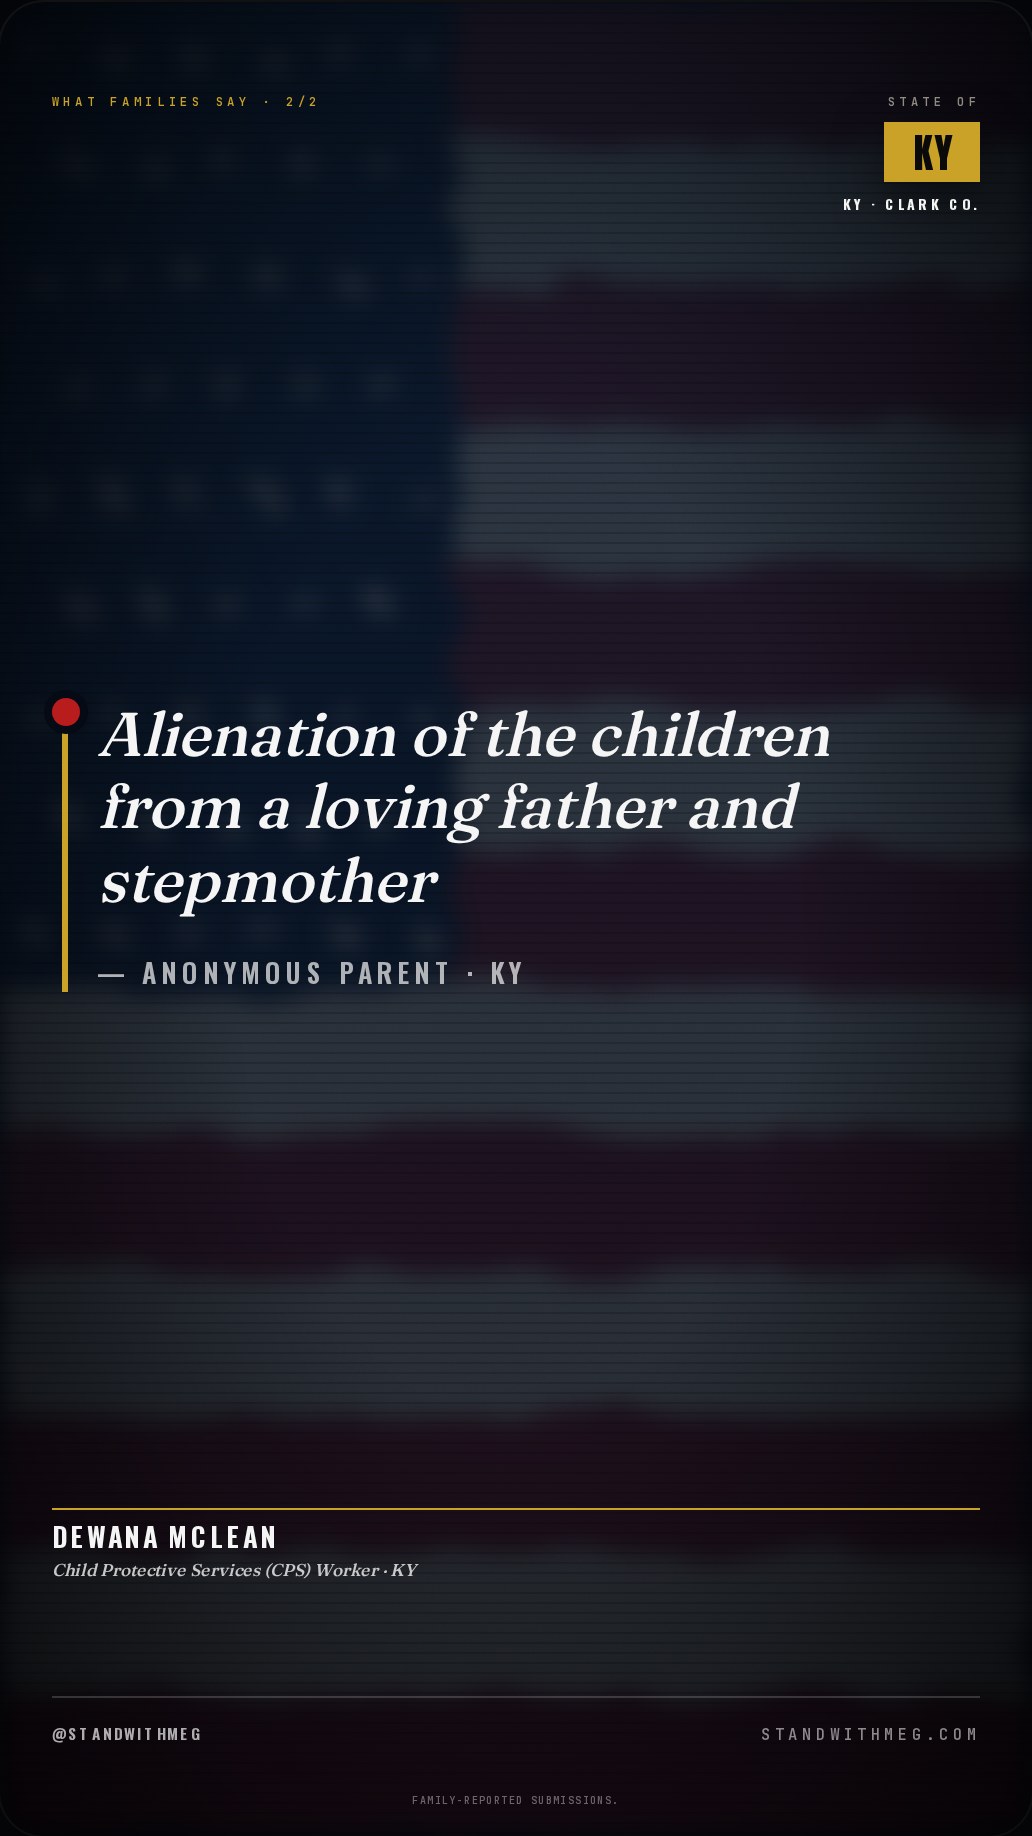 WHAT FAMILIES SAY · 2/2
STATE OF
KY
KY · CLARK CO.
Alienation of the children
from a loving father and
stepmother
— ANONYMOUS PARENT · KY
DEWANA MCLEAN
Child Protective Services (CPS) Worker · KY
@STANDWITHMEG
STANDWITHMEG.COM
FAMILY-REPORTED SUBMISSIONS.